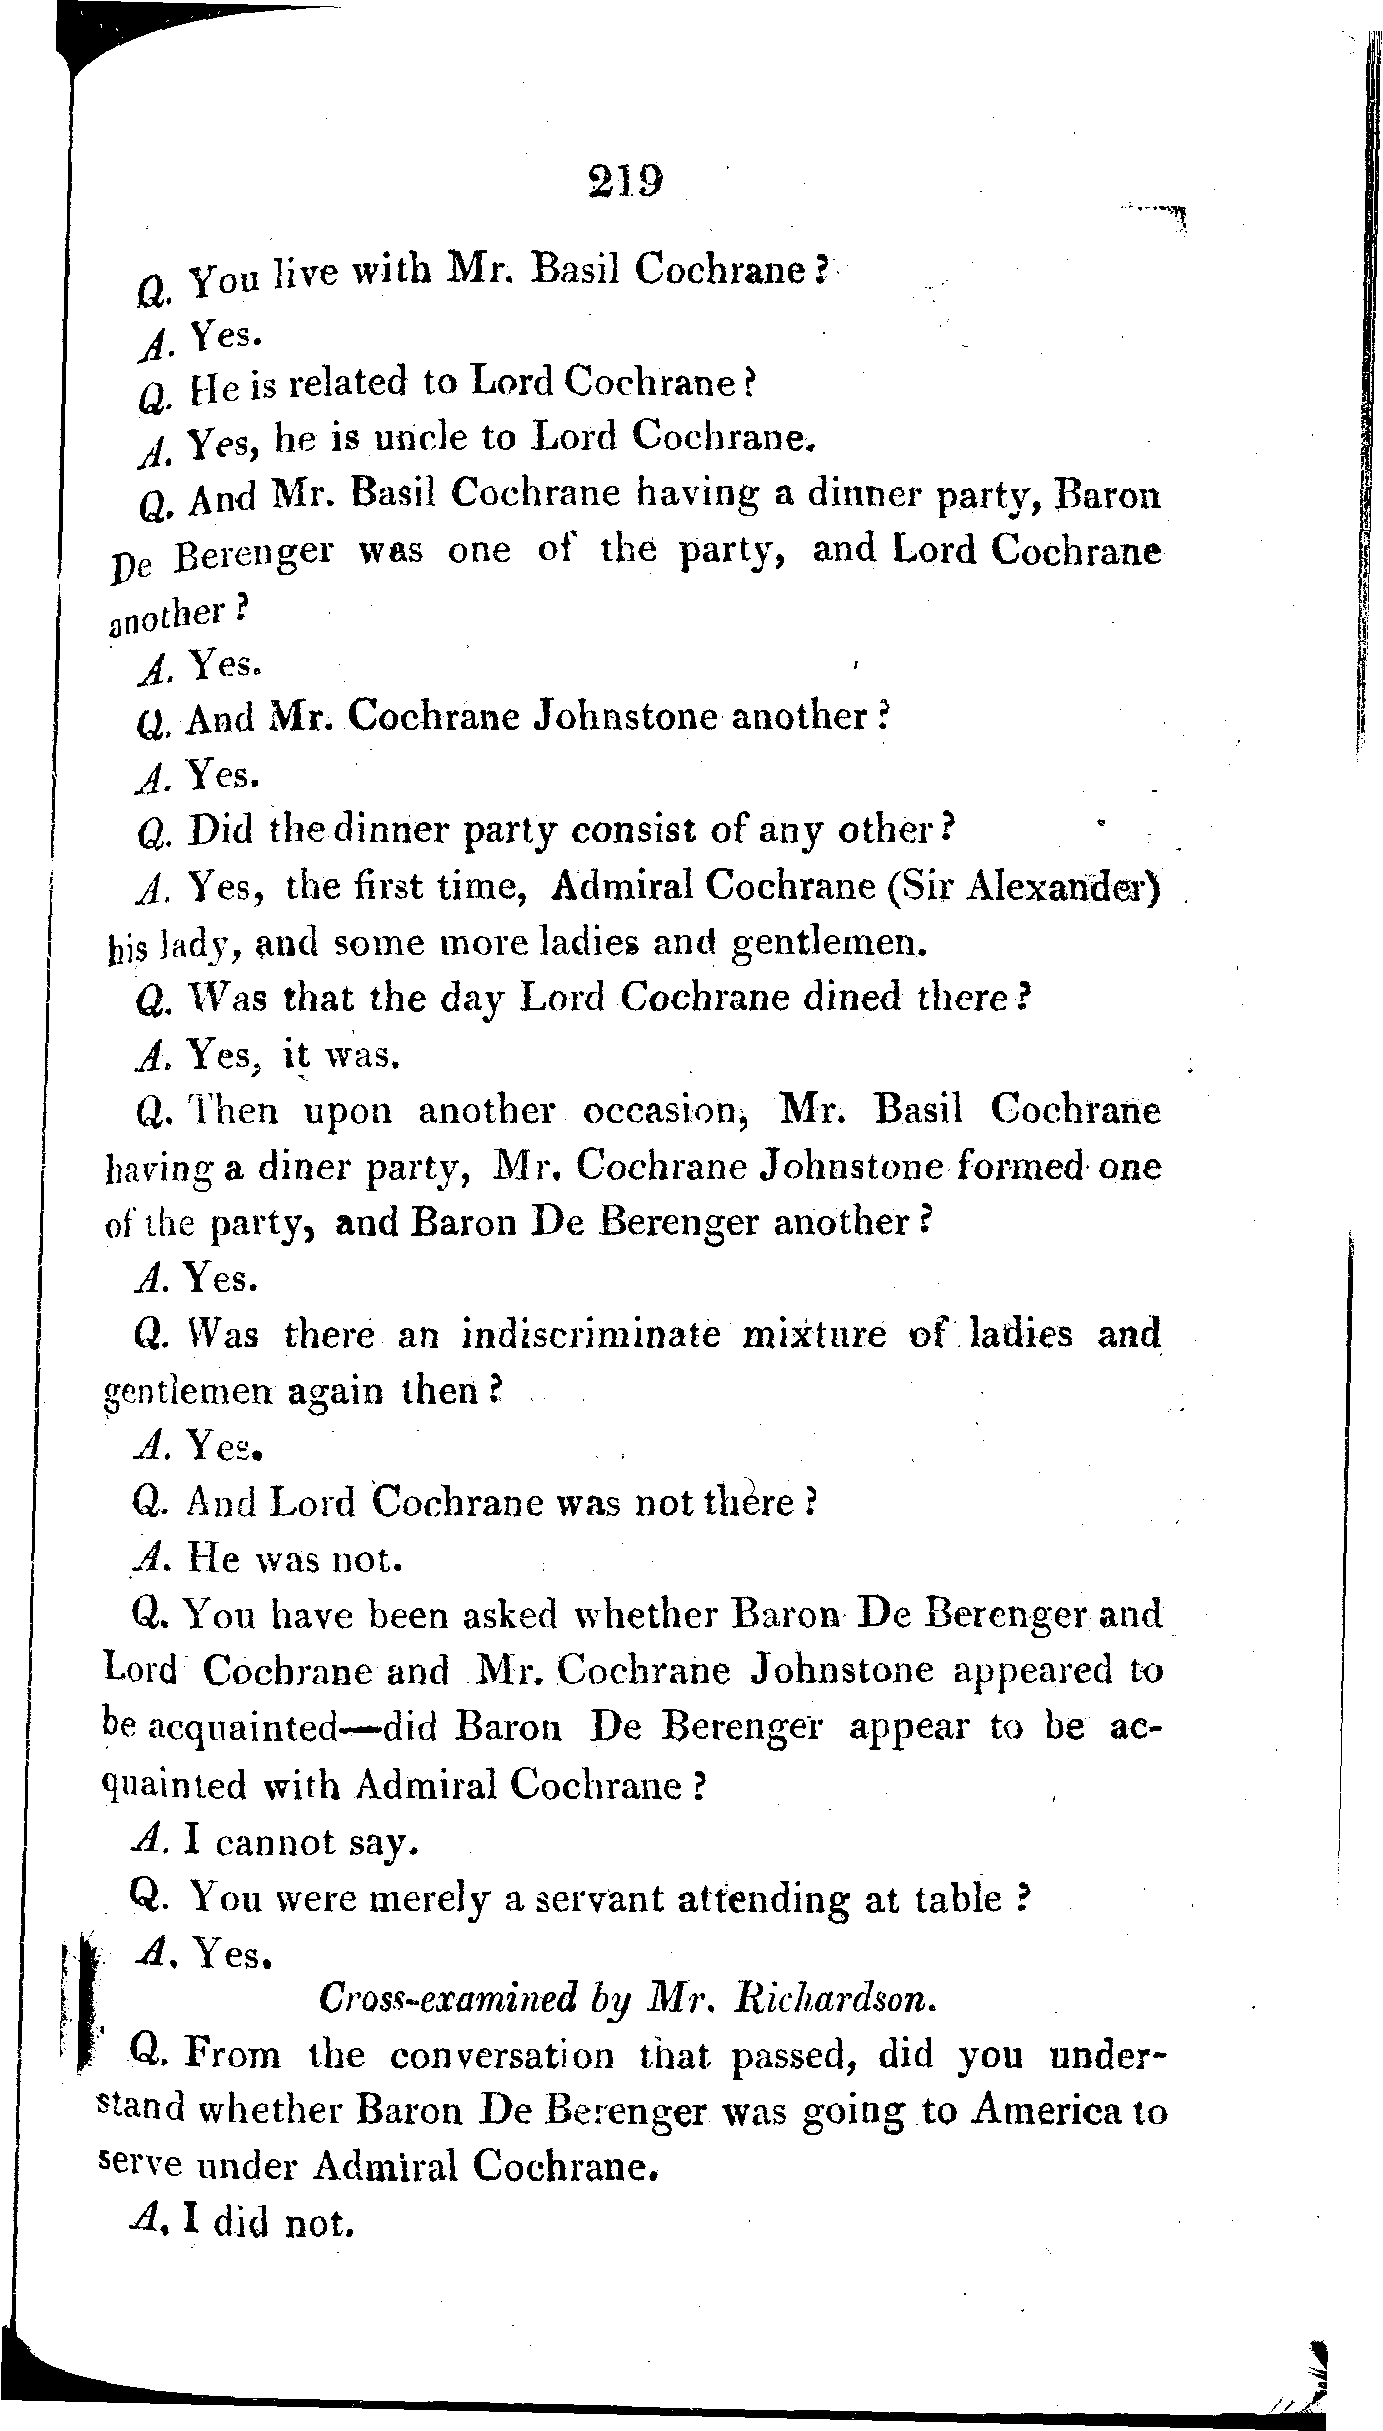 219
Q. You live with Mr. Basil Cochrane?
A. Yes.
Q. He is related to Lord Cochrane?
A. Yes, he is uncle to Lord Cochrane.
Q. And Mr. Basil Cochrane having a dinner party, Baron
De Berenger was one of the party, and Lord Cochrane
another?
A. Yes.
Q. And Mr. Cochrane Johnstone another?
A. Yes.
Q. Did the dinner party consist of any other?
A. Yes, the first time, Admiral Cochrane (Sir Alexander)
his lady, and some more ladies and gentlemen.
Q. Was that the day Lord Cochrane dined there?
A. Yes, it was.
Q. Then upon another occasion, Mr. Basil Cochrane
having a diner party, Mr. Cochrane Johnstone formed one
of the party, and Baron De Berenger another?
A. Yes.
Q. Was there an indiscriminate mixture of ladies and
gentlemen again then?
A. Yes.
Q. And Lord Cochrane was not there?
A. He was not.
Q. You have been asked whether Baron De Berenger and
Lord Cochrane and Mr. Cochrane Johnstone appeared to
be acquainted—did Baron De Berenger appear to be ac-
quainted with Admiral Cochrane?
A. I cannot say.
Q. You were merely a servant attending at table?
A. Yes.
Cross-examined by Mr. Richardson.
Q. From the conversation that passed, did you under-
stand whether Baron De Berenger was going to America to
serve under Admiral Cochrane.
A. I did not.